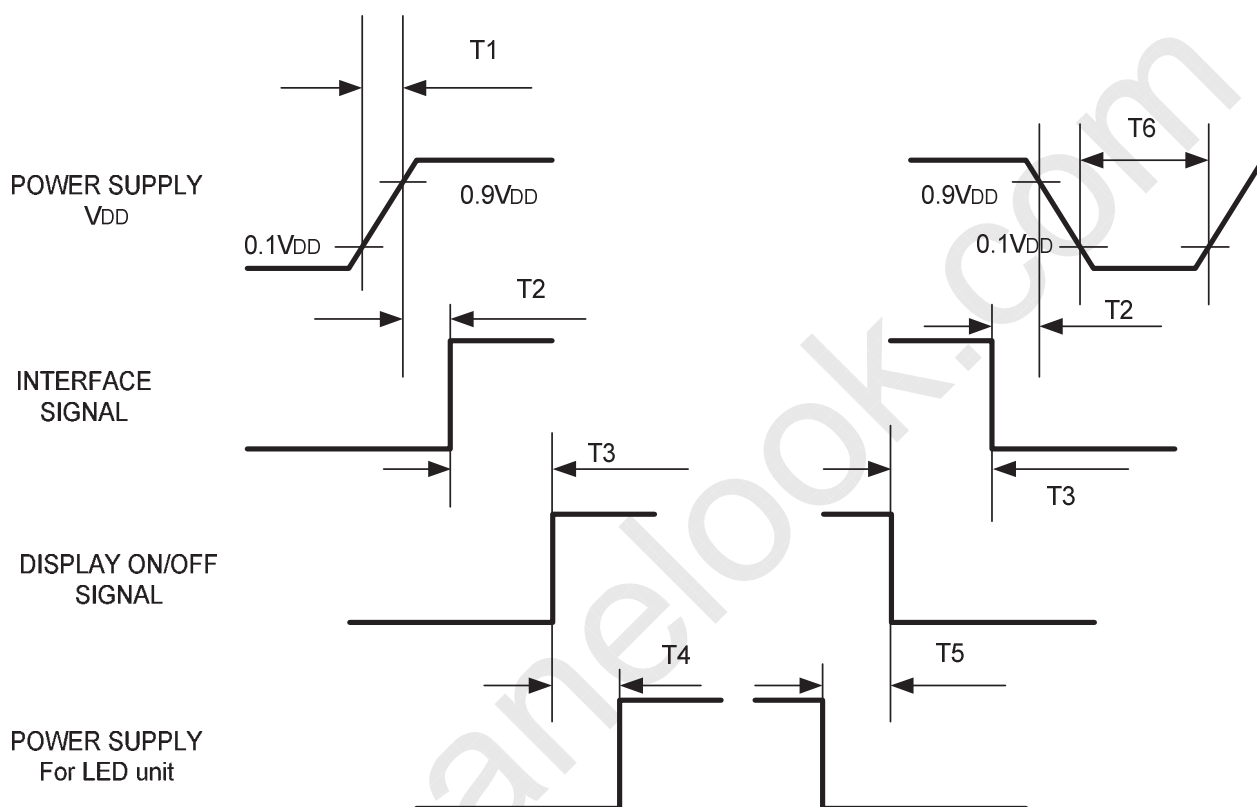 T1
T6
POWER SUPPLY
VDD
0.9VDD
0.9VDD
0.1VDD
0.1VDD
T2
T2
INTERFACE
SIGNAL
T3
T3
DISPLAY ON/OFF
SIGNAL
T4
T5
POWER SUPPLY
For LED unit
anelook.com